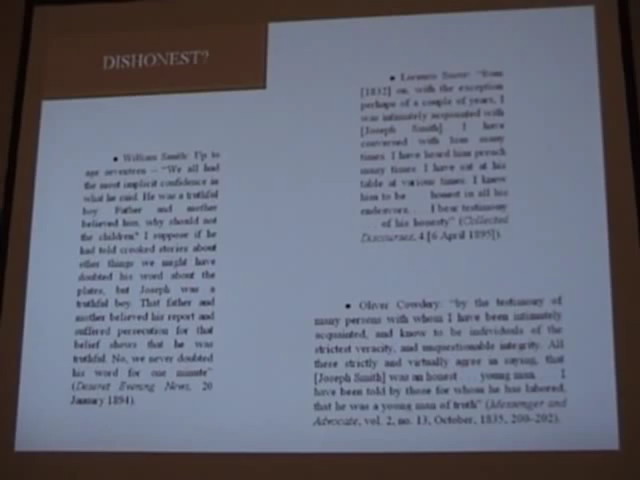 DISHONEST?
• William Smith: Up to
age seventeen – "We all had
the most implicit confidence in
what he said. He was a truthful
boy. Father and mother
believed him, why should not
the children? I suppose if he
had told crooked stories about
other things we might have
doubted his word about the
plates, but Joseph was a
truthful boy. That father and
mother believed his report and
suffered persecution for that
belief shows that he was
truthful. No, we never doubted
his word for one minute"
(Deseret Evening News, 20
January 1894).
• Lorenzo Snow: "from
[1832] on, with the exception
perhaps of a couple of years, I
was intimately acquainted with
[Joseph Smith]. I have
conversed with him many
times. I have heard him preach
many times. I have eat at his
table at various times. I knew
him to be honest in all his
endeavors. I bear testimony
. . of his honesty" (Collected
Discourses, 4 [6 April 1895]).
• Oliver Cowdery: "by the testimony of
many persons with whom I have been intimately
acquainted, and know to be individuals of the
strictest veracity, and unquestionable integrity. All
these strictly and virtually agree in saying, that
[Joseph Smith] was an honest . . young man. . . I
have been told by those for whom he has labored,
that he was a young man of truth" (Messenger and
Advocate, vol. 2, no. 13, October, 1835, 200–202).